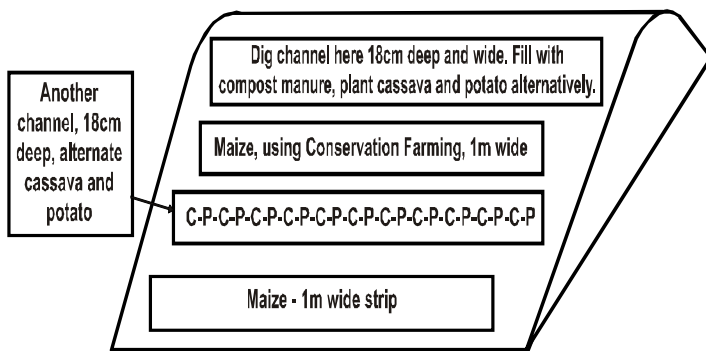 Dig channel here 18cm deep and wide. Fill with
compost manure, plant cassava and potato alternatively.
Another
channel, 18cm
deep, alternate
cassava and
potato
Maize, using Conservation Farming, 1m wide
C-P-C-P-C-P-C-P-C-P-C-P-C-P-C-P-C-P-C-P-C-P
Maize - 1m wide strip